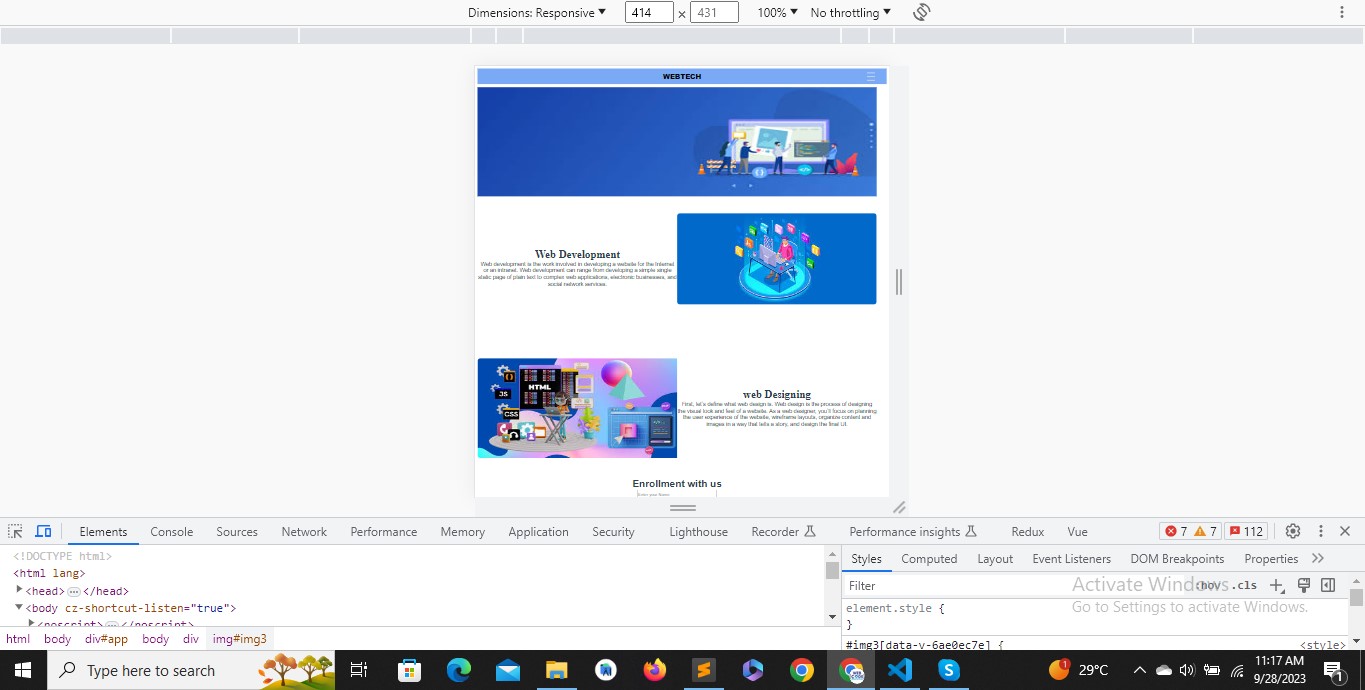 Dimensions: Responsive 414 × 431 100% No throttling
WEBTECH
Web Development
Web development is the work involved in developing a website for the Internet
or an intranet. Web development can range from developing a simple single
static page of plain text to complex web applications, electronic businesses, and
social network services.
HTML
JS
CSS
web Designing
First, let's define what web design is. Web design is the process of designing
the visual look and feel of a website. As a web designer, you'll focus on planning
the user experience of the website, wireframe layouts, organize content and
images in a way that tells a story, and design the final UI.
Enrollment with us
Enter your Name
Elements Console Sources Network Performance Memory Application Security Lighthouse Recorder Performance insights Redux Vue 7 7 112
<!DOCTYPE html>
<html lang>
<head> … </head>
<body cz-shortcut-listen="true">
<noscript> … </noscript>
html body div#app body div img#img3
Styles Computed Layout Event Listeners DOM Breakpoints Properties
Filter :hov .cls
element.style {
}
#img3[data-v-6ae0ec7e] { <style>
Activate Windows
Go to Settings to activate Windows.
Type here to search
1
29°C
11:17 AM
9/28/2023
1